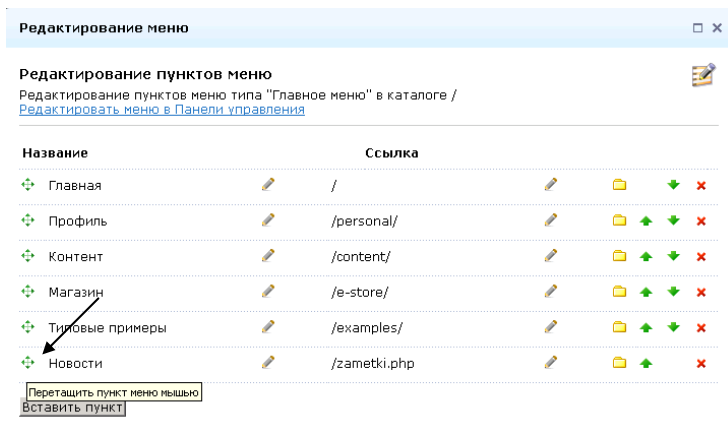 Редактирование меню
Редактирование пунктов меню
Редактирование пунктов меню типа "Главное меню" в каталоге /
Редактировать меню в Панели управления
Название Ссылка
Главная /
Профиль /personal/
Контент /content/
Магазин /e-store/
Типовые примеры /examples/
Новости /zametki.php
Перетащить пункт меню мышью
Вставить пункт